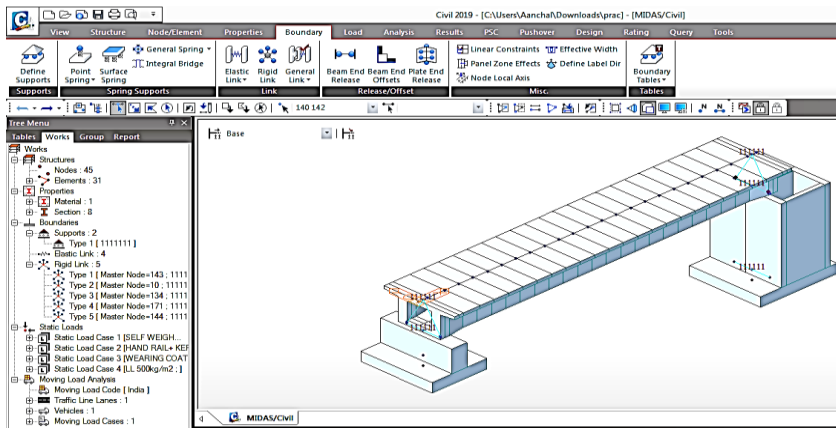 Civil 2019 - [C:\Users\Aanchal\Downloads\prac] - [MIDAS/Civil]
View Structure Node/Element Properties Boundary Load Analysis Results PSC Pushover Design Rating Query Tools
Define Supports
Point Spring
Surface Spring
General Spring
Integral Bridge
Elastic Link
Rigid Link
General Link
Beam End Release
Beam End Offsets
Plate End Release
Linear Constraints
Effective Width
Panel Zone Effects
Define Label Dir
Node Local Axis
Boundary Tables
Supports Spring Supports Link Release/Offset Misc. Tables
140 142
Tree Menu
Tables Works Group Report
Base
Works
Structures
Nodes : 45
Elements : 31
Properties
Material : 1
Section : 8
Boundaries
Supports : 2
Type 1 [ 1111111 ]
Elastic Link : 4
Rigid Link : 5
Type 1 [ Master Node=143 ; 1111
Type 2 [ Master Node=10 ; 11111
Type 3 [ Master Node=134 ; 1111
Type 4 [ Master Node=171 ; 1111
Type 5 [ Master Node=144 ; 1111
Static Loads
Static Load Case 1 [SELF WEIGH...
Static Load Case 2 [HAND RAIL+ KEF
Static Load Case 3 [WEARING COAT
Static Load Case 4 [LL 500kg/m2 ; ]
Moving Load Analysis
Moving Load Code [ India ]
Traffic Line Lanes : 1
Vehicles : 1
Moving Load Cases : 1
111111
111111
111111
MIDAS/Civil